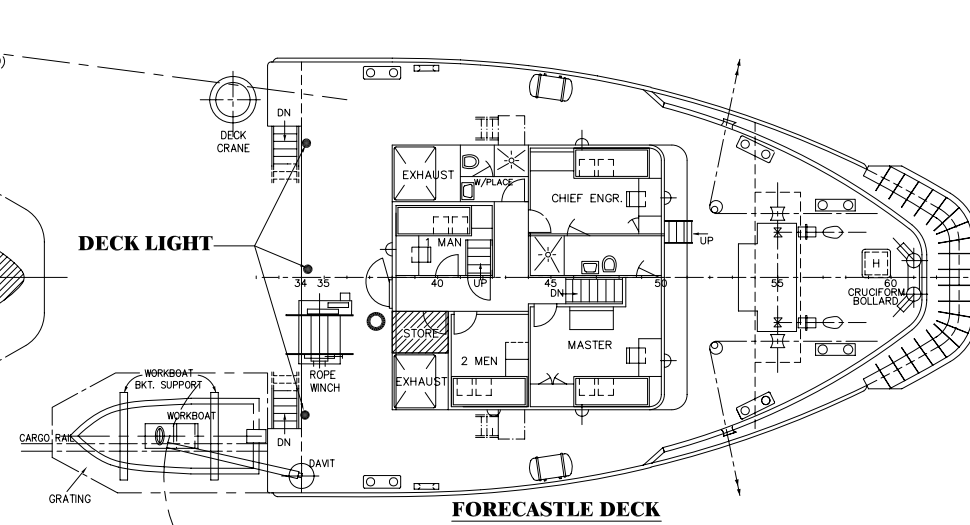 )
DN
DECK
CRANE
EXHAUST
W/PLACE
CHIEF ENGR.
DECK LIGHT
1 MAN
UP
UP
H
34 35
40
45
50
55
60
DN
CRUCIFORM
BOLLARD
STORE
MASTER
2 MEN
EXHAUST
ROPE
WINCH
WORKBOAT
BKT. SUPPORT
WORKBOAT
CARGO RAIL
DN
DAVIT
GRATING
FORECASTLE DECK